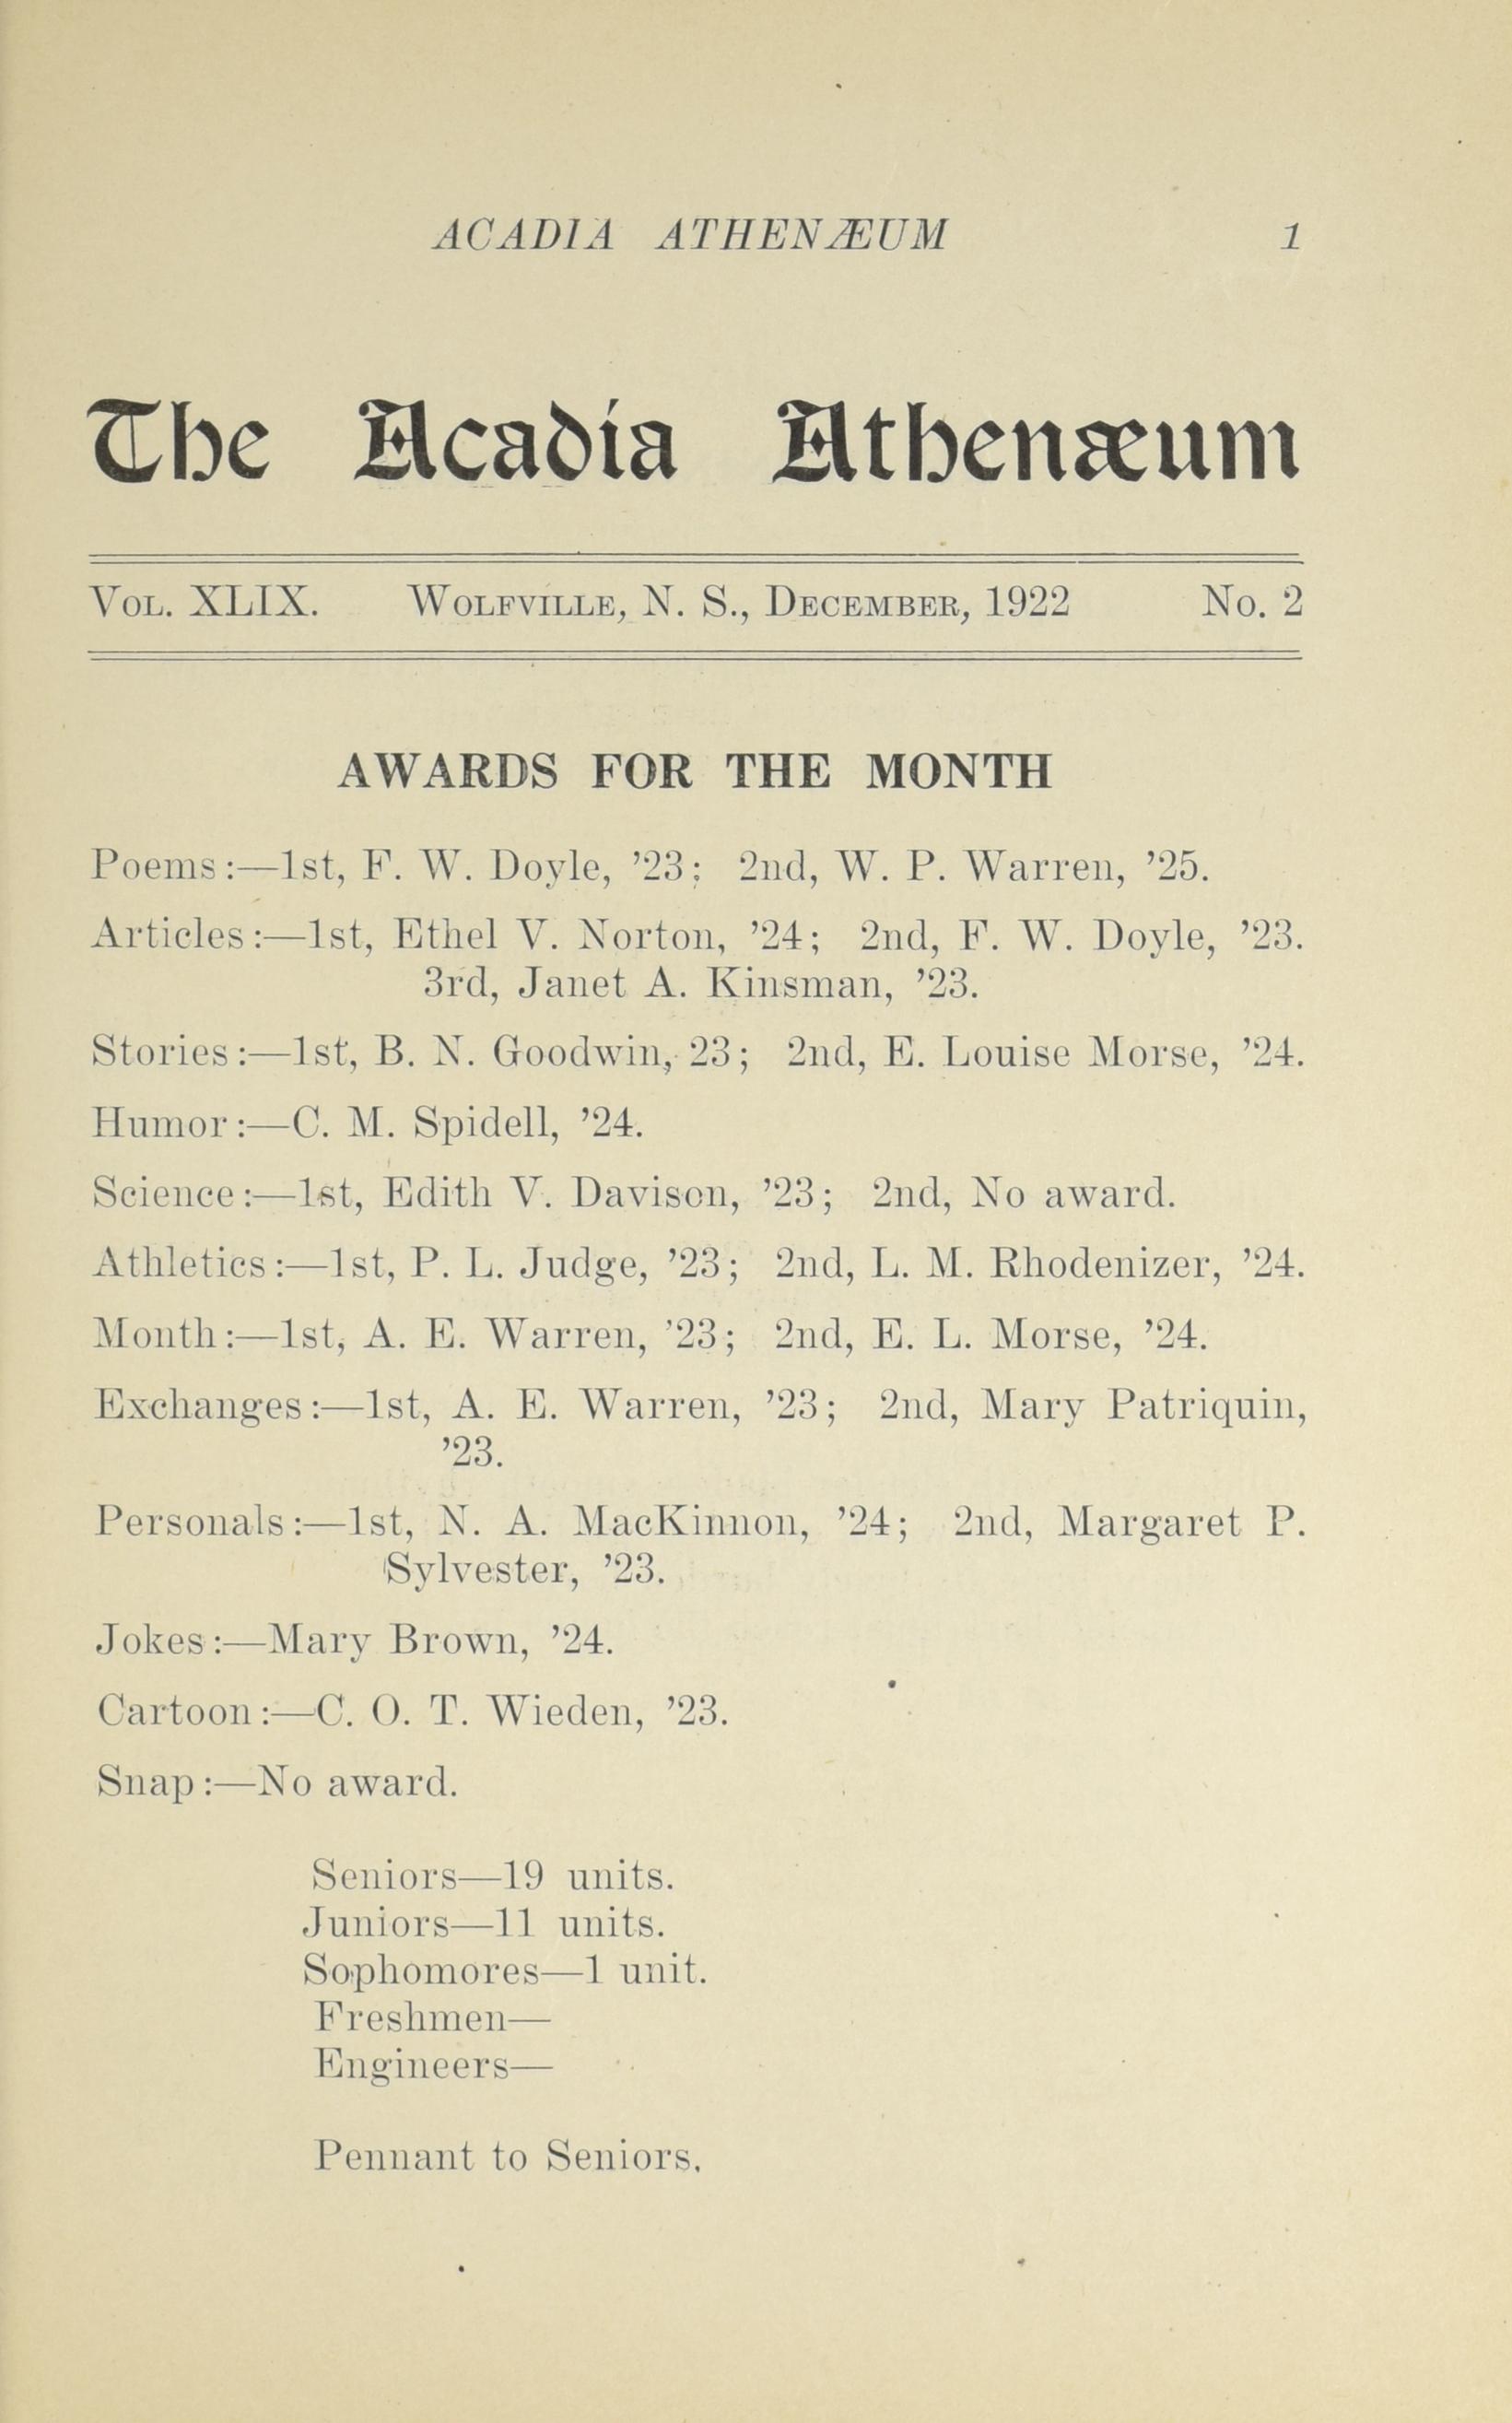 ACADIA ATHENÆUM 1
The Acadia Athenæum
VOL. XLIX. WOLFVILLE, N. S., DECEMBER, 1922 No. 2
AWARDS FOR THE MONTH
Poems:—1st, F. W. Doyle, ’23; 2nd, W. P. Warren, ’25.
Articles:—1st, Ethel V. Norton, ’24; 2nd, F. W. Doyle, ’23.
3rd, Janet A. Kinsman, ’23.
Stories:—1st, B. N. Goodwin, 23; 2nd, E. Louise Morse, ’24.
Humor:—C. M. Spidell, ’24.
Science:—1st, Edith V. Davison, ’23; 2nd, No award.
Athletics:—1st, P. L. Judge, ’23; 2nd, L. M. Rhodenizer, ’24.
Month:—1st, A. E. Warren, ’23; 2nd, E. L. Morse, ’24.
Exchanges:—1st, A. E. Warren, ’23; 2nd, Mary Patriquin,
’23.
Personals:—1st, N. A. MacKinnon, ’24; 2nd, Margaret P.
Sylvester, ’23.
Jokes:—Mary Brown, ’24.
Cartoon:—C. O. T. Wieden, ’23.
Snap:—No award.
Seniors—19 units.
Juniors—11 units.
Sophomores—1 unit.
Freshmen—
Engineers—
Pennant to Seniors.